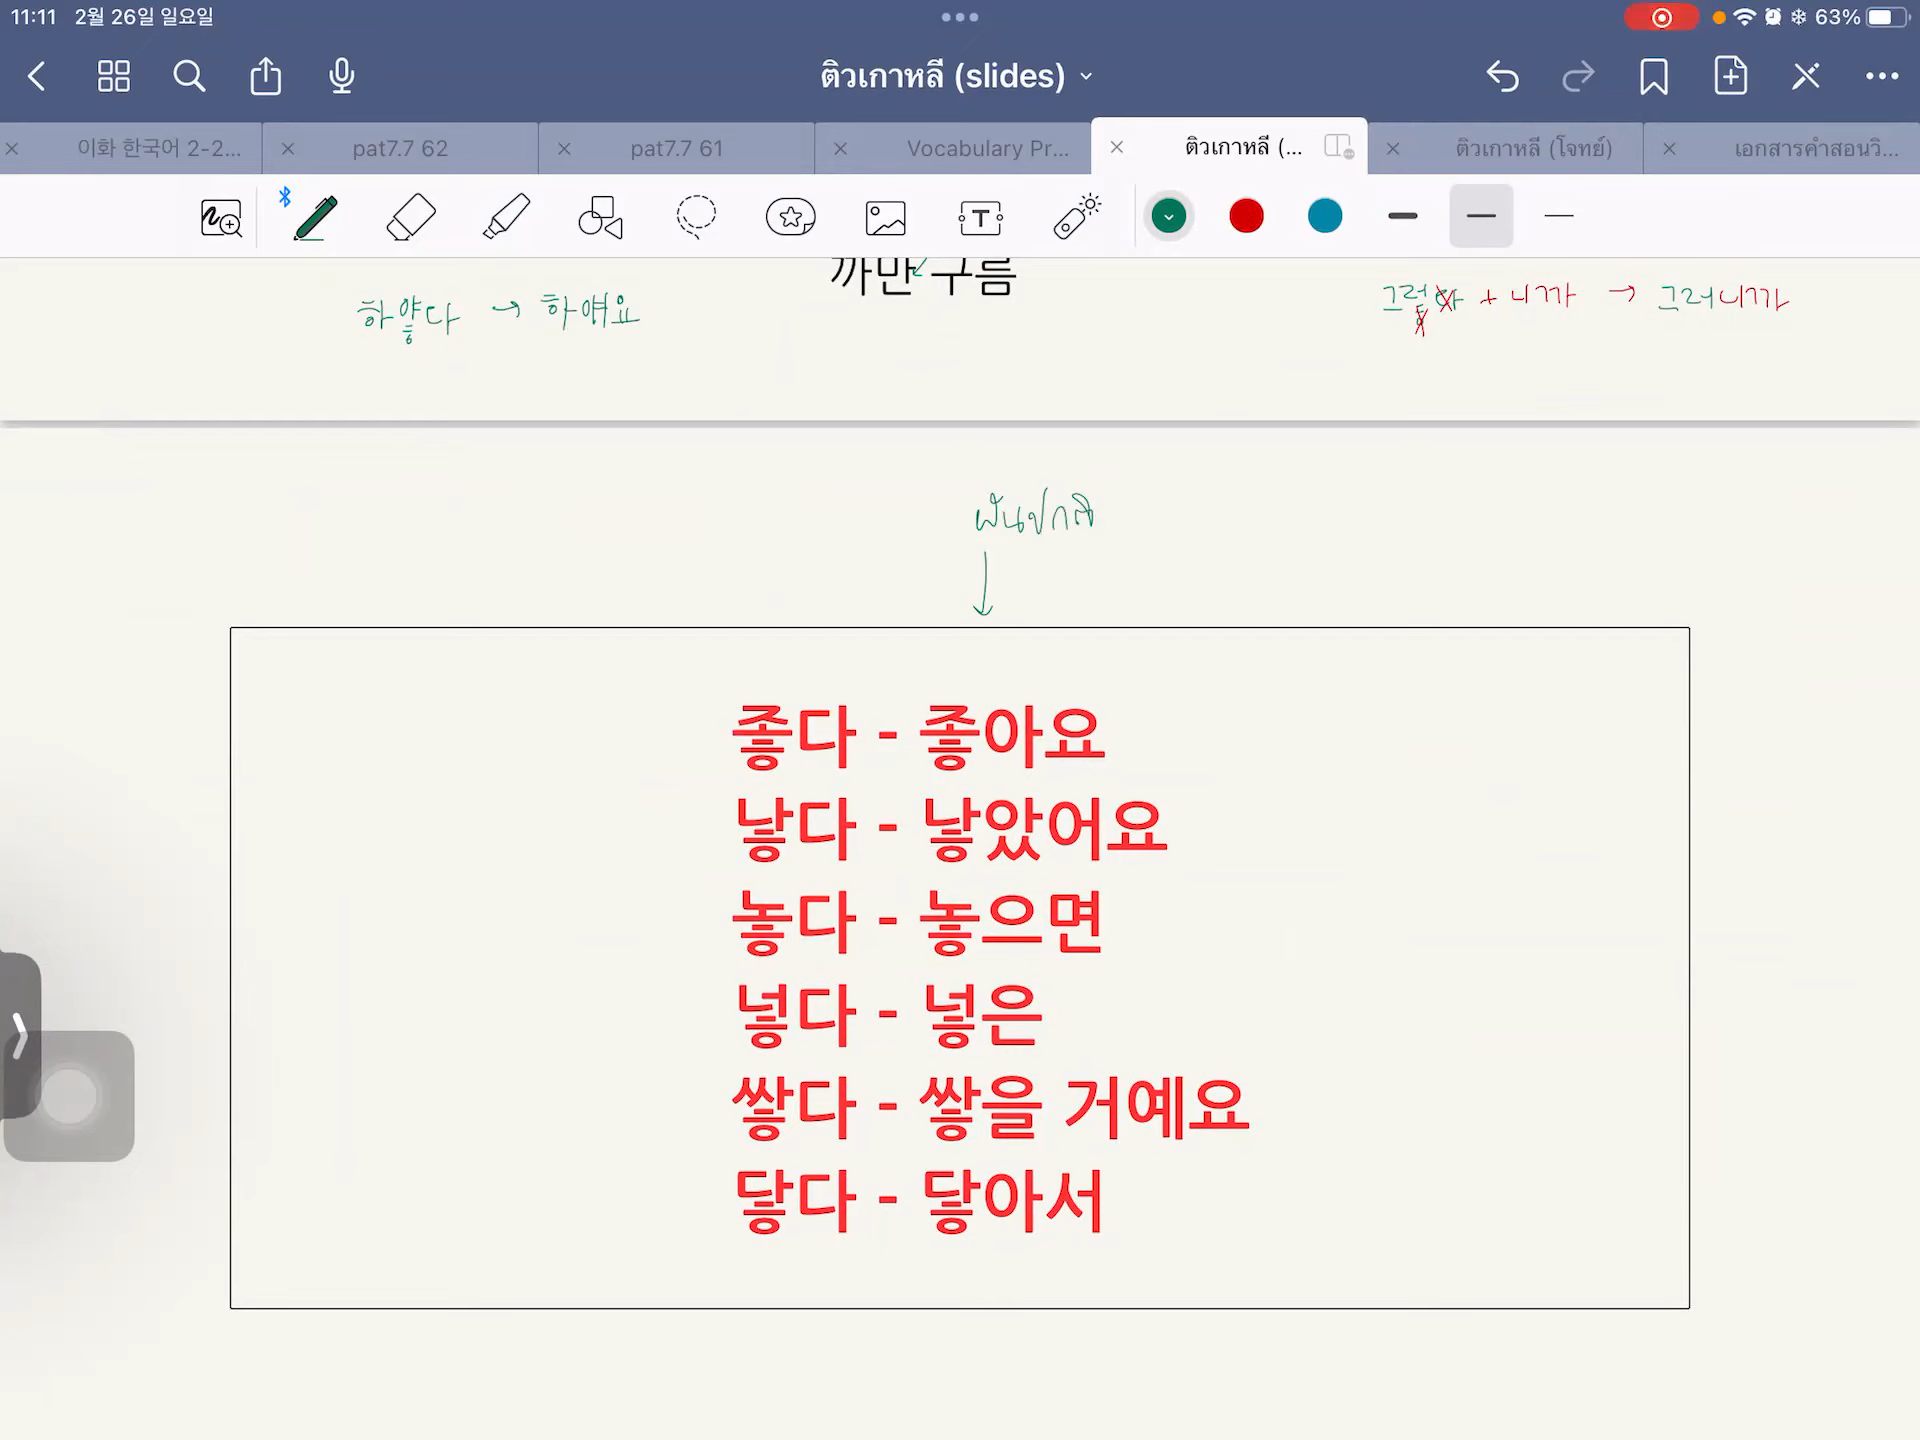 11:11 2월 26일 일요일
63%
ติวเกาหลี (slides)
이화 한국어 2-2...
pat7.7 62
pat7.7 61
Vocabulary Pr...
ติวเกาหลี (...
ติวเกาหลี (โจทย์)
เอกสารคำสอนวิ...
까만 구름
하얗다 → 하얘요
그렇다 + 니까 → 그러니까
ผันปกติ
좋다 - 좋아요
낳다 - 낳았어요
놓다 - 놓으면
넣다 - 넣은
쌓다 - 쌓을 거예요
닿다 - 닿아서